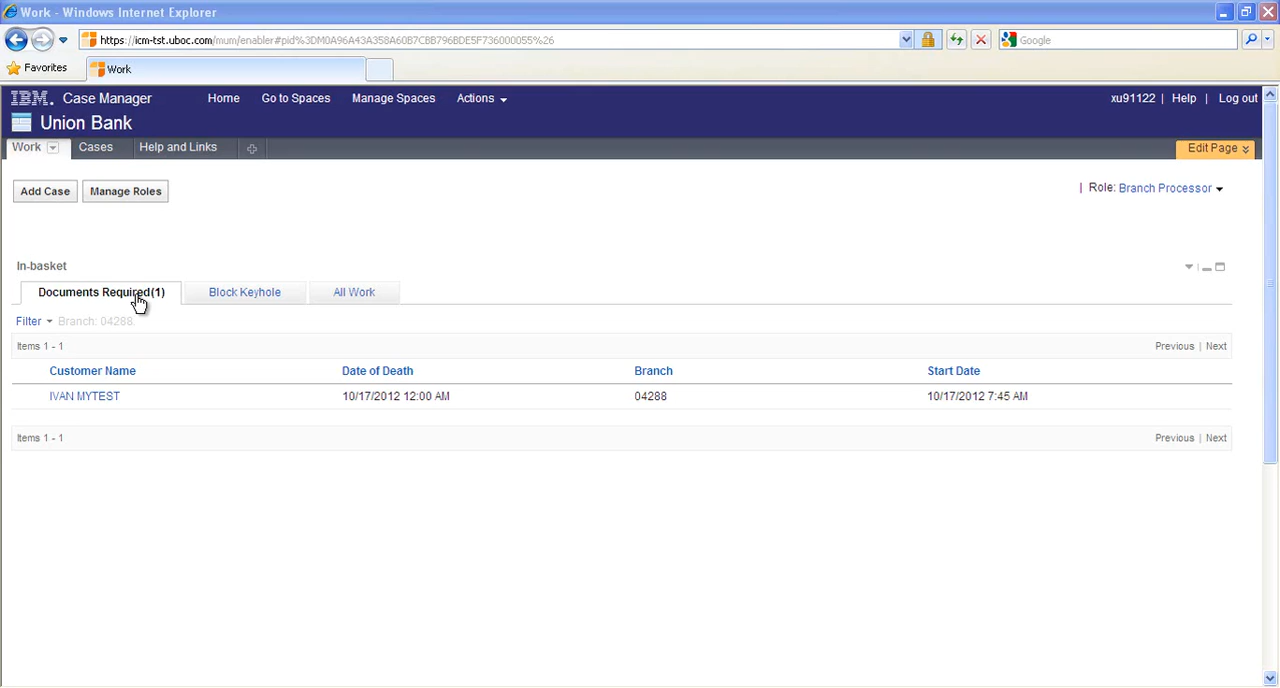 Work - Windows Internet Explorer
https://icm-tst.uboc.com/mum/enabler#pid%3DM0A96A43A358A60B7CBB796BDE5F736000055%26
Google
Favorites
Work
IBM. Case Manager Home Go to Spaces Manage Spaces Actions xu91122 | Help | Log out
Union Bank
Work Cases Help and Links Edit Page
Add Case Manage Roles | Role: Branch Processor
In-basket
Documents Required(1) Block Keyhole All Work
Filter Branch: 04288.
Items 1 - 1 Previous | Next
Customer Name Date of Death Branch Start Date
IVAN MYTEST 10/17/2012 12:00 AM 04288 10/17/2012 7:45 AM
Items 1 - 1 Previous | Next